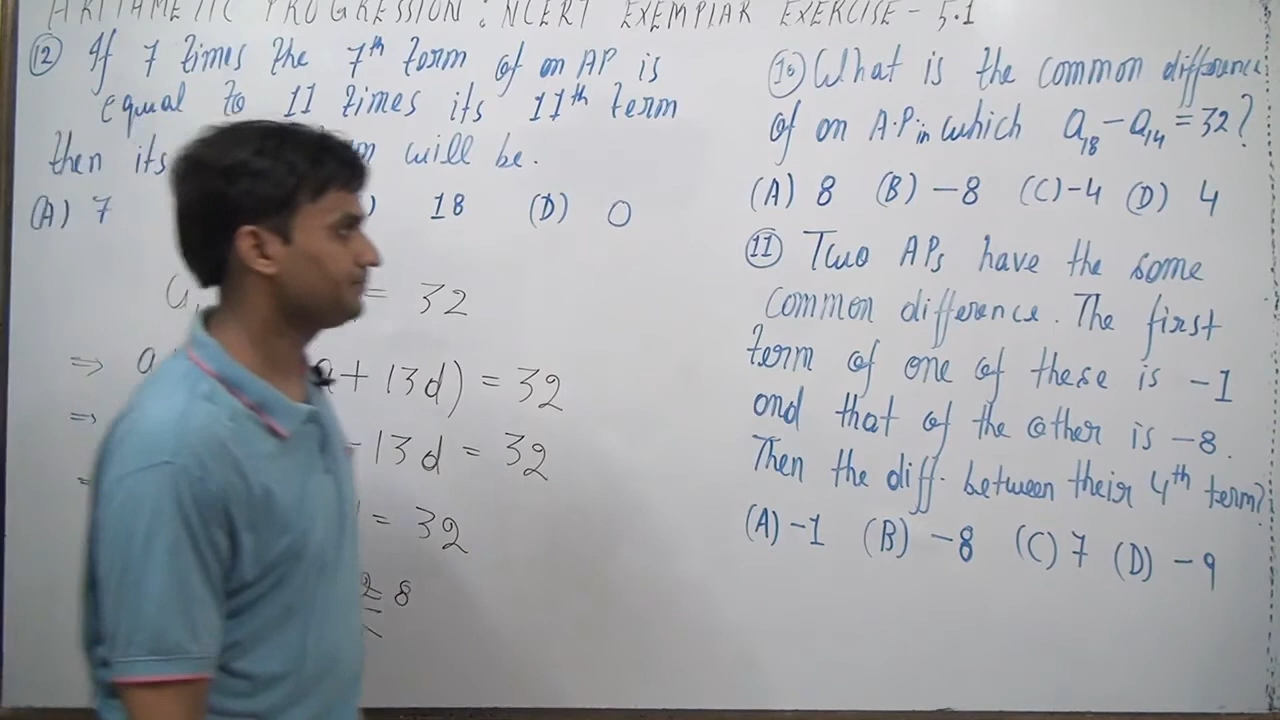 ARITHMETIC PROGRESSION : NCERT EXEMPLAR EXERCISE - 5.1
(12) If 7 times the 7th term of an AP is
equal to 11 times its 11th term
then its will be.
(A) 7 ) 18 (D) 0
= 32
⇒ a + 13d) = 32
⇒ - 13d = 32
= 32
8
(10) What is the common difference
of an A.P. in which a18 - a14 = 32?
(A) 8 (B) -8 (C) -4 (D) 4
(11) Two APs have the same
common difference. The first
term of one of these is -1
and that of the other is -8.
Then the diff. between their 4th term?
(A) -1 (B) -8 (C) 7 (D) -9